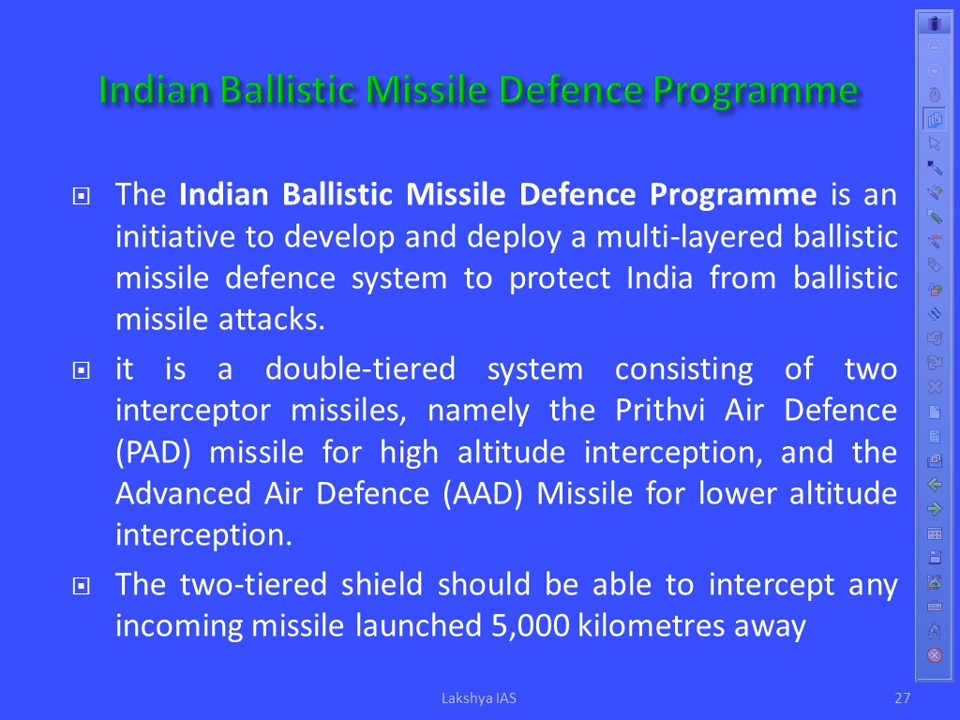 Indian Ballistic Missile Defence Programme
The Indian Ballistic Missile Defence Programme is an
initiative to develop and deploy a multi-layered ballistic
missile defence system to protect India from ballistic
missile attacks.
it is a double-tiered system consisting of two
interceptor missiles, namely the Prithvi Air Defence
(PAD) missile for high altitude interception, and the
Advanced Air Defence (AAD) Missile for lower altitude
interception.
The two-tiered shield should be able to intercept any
incoming missile launched 5,000 kilometres away
Lakshya IAS
27